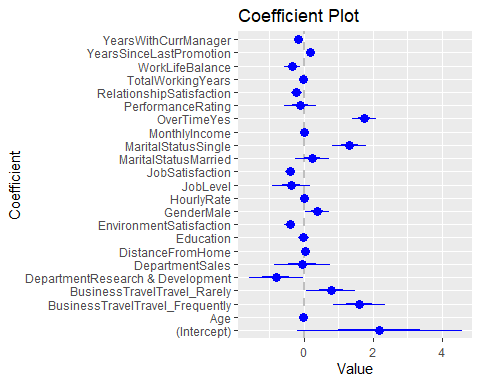 Coefficient Plot
YearsWithCurrManager
YearsSinceLastPromotion
WorkLifeBalance
TotalWorkingYears
RelationshipSatisfaction
PerformanceRating
OverTimeYes
MonthlyIncome
MaritalStatusSingle
MaritalStatusMarried
JobSatisfaction
JobLevel
HourlyRate
GenderMale
EnvironmentSatisfaction
Education
DistanceFromHome
DepartmentSales
DepartmentResearch & Development
BusinessTravelTravel_Rarely
BusinessTravelTravel_Frequently
Age
(Intercept)
Coefficient
0 2 4
Value